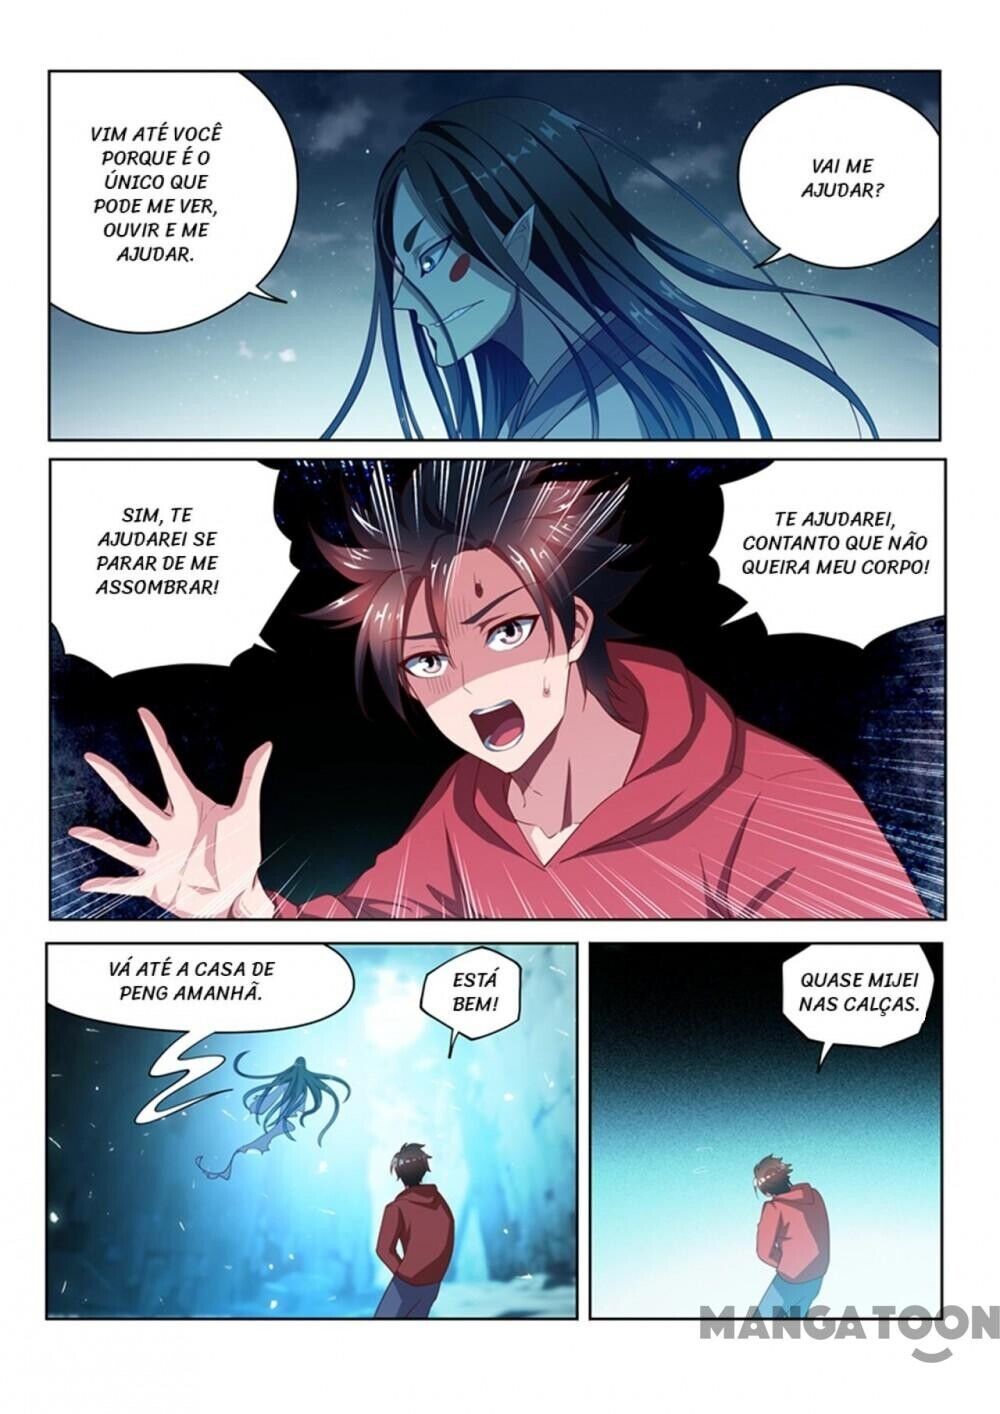 VIM ATÉ VOCÊ
PORQUE É O
ÚNICO QUE
PODE ME VER,
OUVIR E ME
AJUDAR.
VAI ME
AJUDAR?
SIM, TE
AJUDAREI SE
PARAR DE ME
ASSOMBRAR!
TE AJUDAREI,
CONTANTO QUE NÃO
QUEIRA MEU CORPO!
VÁ ATÉ A CASA DE
PENG AMANHÃ.
ESTÁ
BEM!
QUASE MIJEI
NAS CALÇAS.
MANGATOON